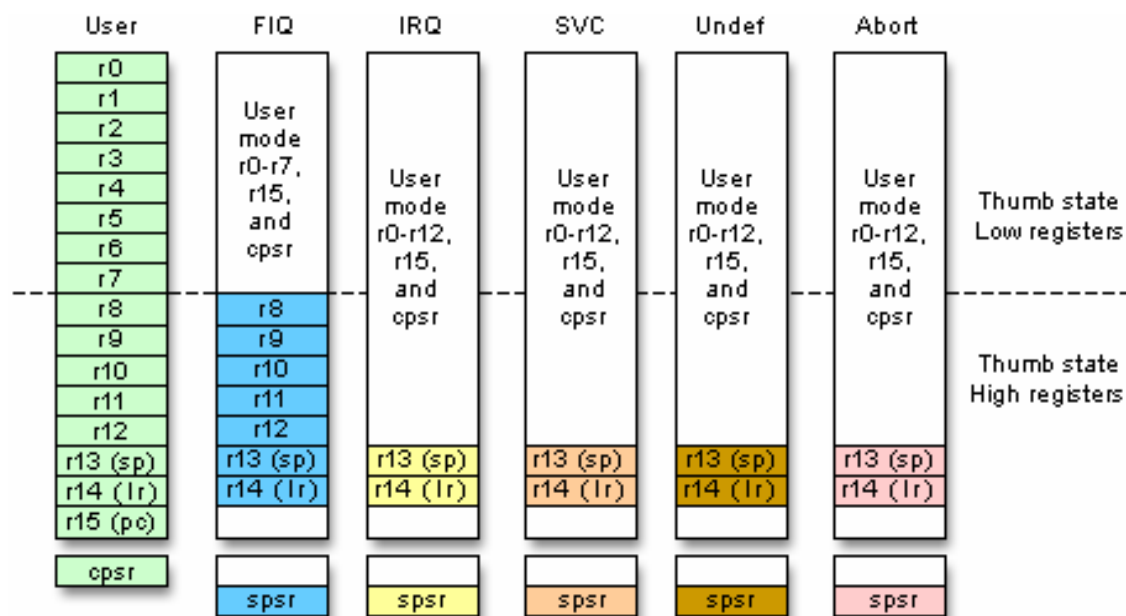 User
FIQ
IRQ
SVC
Undef
Abort
r0
r1
r2
r3
r4
r5
r6
r7
r8
r9
r10
r11
r12
r13 (sp)
r14 (lr)
r15 (pc)
cpsr
User
mode
r0-r7,
r15,
and
cpsr
r8
r9
r10
r11
r12
r13 (sp)
r14 (lr)
spsr
User
mode
r0-r12,
r15,
and
cpsr
r13 (sp)
r14 (lr)
spsr
User
mode
r0-r12,
r15,
and
cpsr
r13 (sp)
r14 (lr)
spsr
User
mode
r0-r12,
r15,
and
cpsr
r13 (sp)
r14 (lr)
spsr
User
mode
r0-r12,
r15,
and
cpsr
r13 (sp)
r14 (lr)
spsr
Thumb state
Low registers
Thumb state
High registers